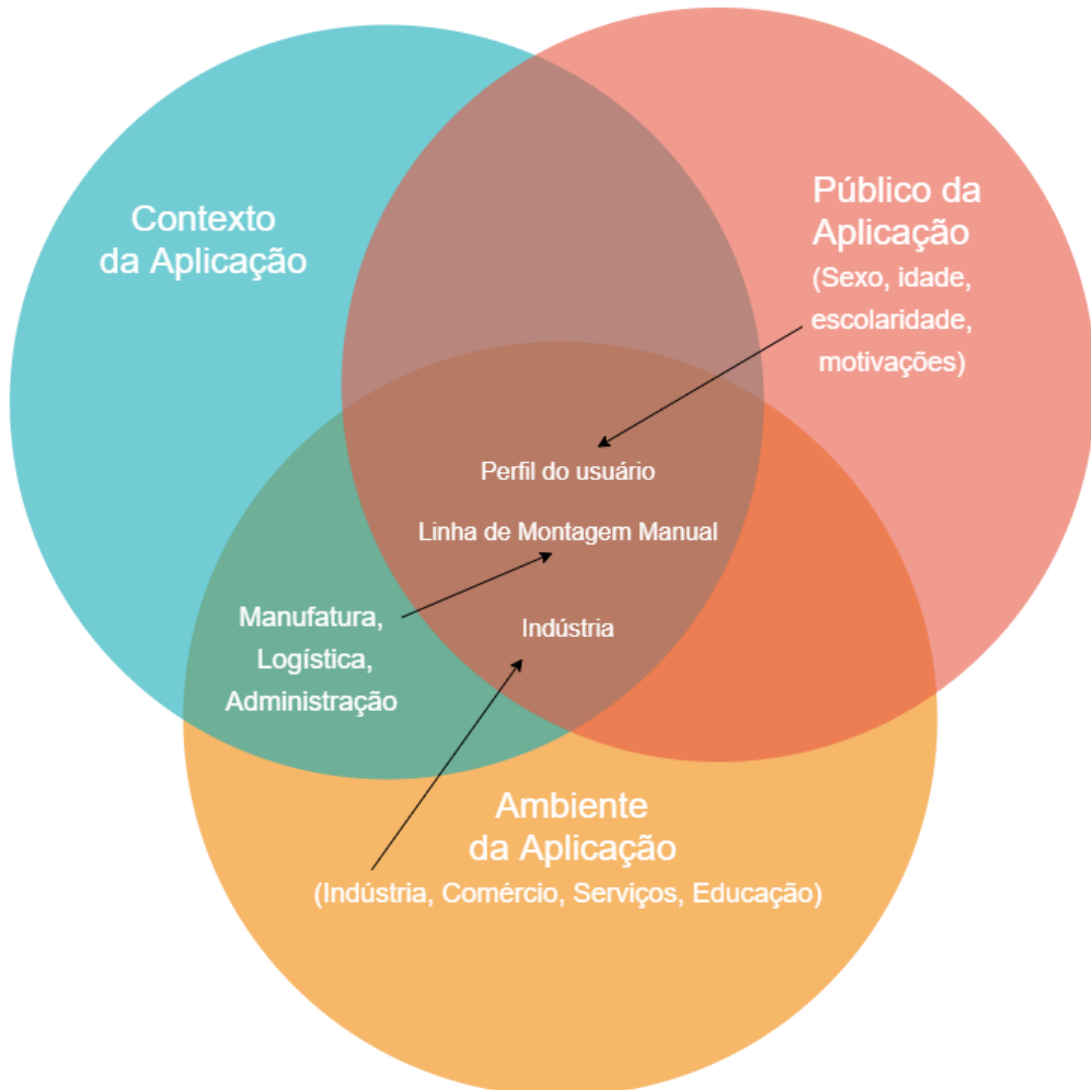 Contexto
da Aplicação
Público da
Aplicação
(Sexo, idade,
escolaridade,
motivações)
Perfil do usuário
Linha de Montagem Manual
Manufatura,
Logística,
Administração
Indústria
Ambiente
da Aplicação
(Indústria, Comércio, Serviços, Educação)